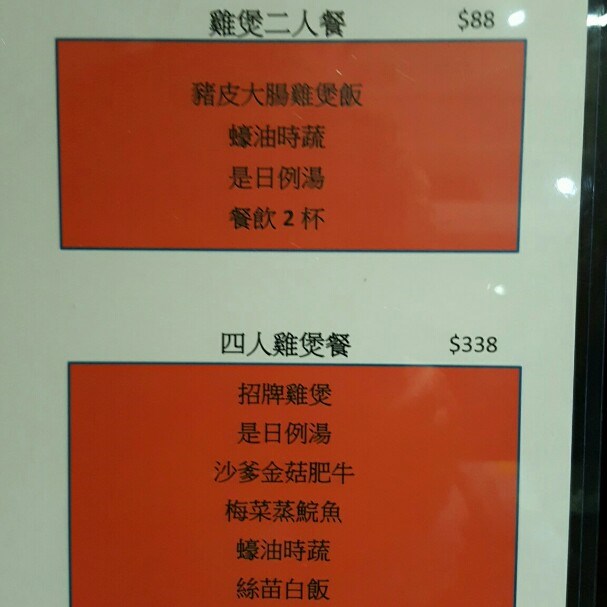 雞煲二人餐 $88
豬皮大腸雞煲飯
蠔油時蔬
是日例湯
餐飲 2 杯
四人雞煲餐 $338
招牌雞煲
是日例湯
沙爹金菇肥牛
梅菜蒸鯇魚
蠔油時蔬
絲苗白飯